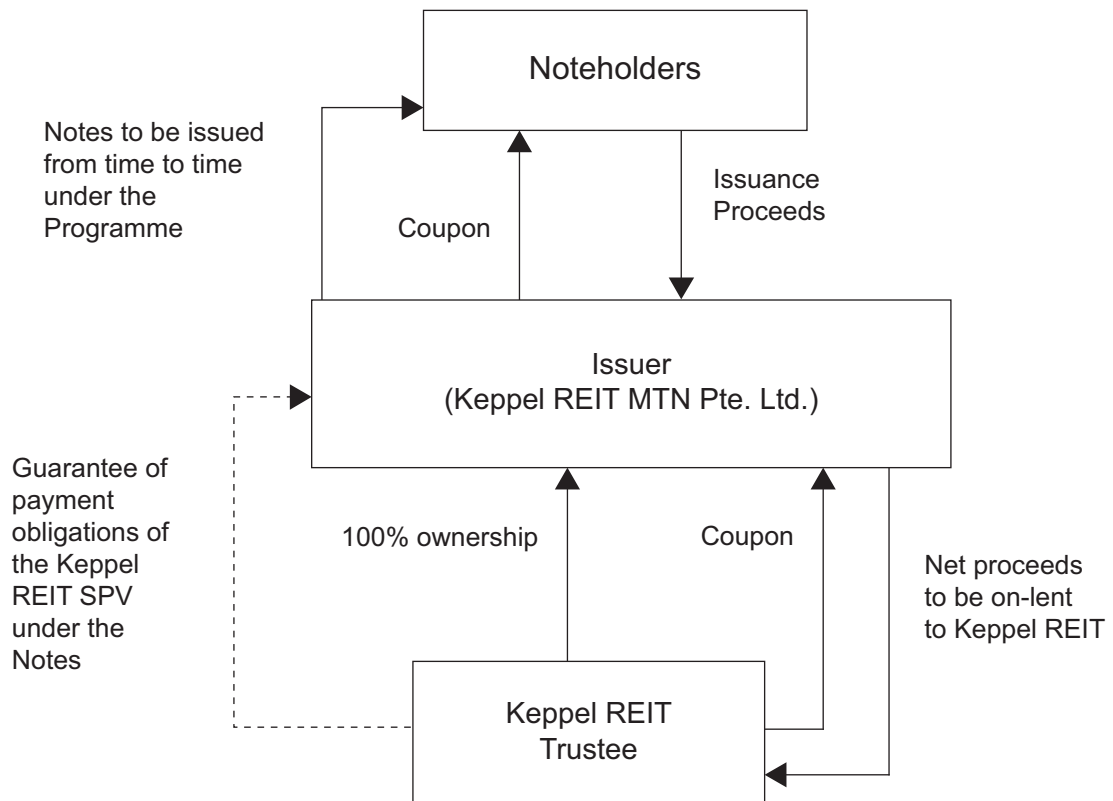 Noteholders
Notes to be issued
from time to time
under the
Programme
Coupon
Issuance
Proceeds
Issuer
(Keppel REIT MTN Pte. Ltd.)
Guarantee of
payment
obligations of
the Keppel
REIT SPV
under the
Notes
100% ownership
Coupon
Net proceeds
to be on-lent
to Keppel REIT
Keppel REIT
Trustee